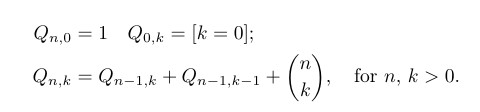 Q_{n,0} = 1   Q_{0,k} = [k = 0];
Q_{n,k} = Q_{n−1,k} + Q_{n−1,k−1} + \binom{n}{k},   for n, k > 0.